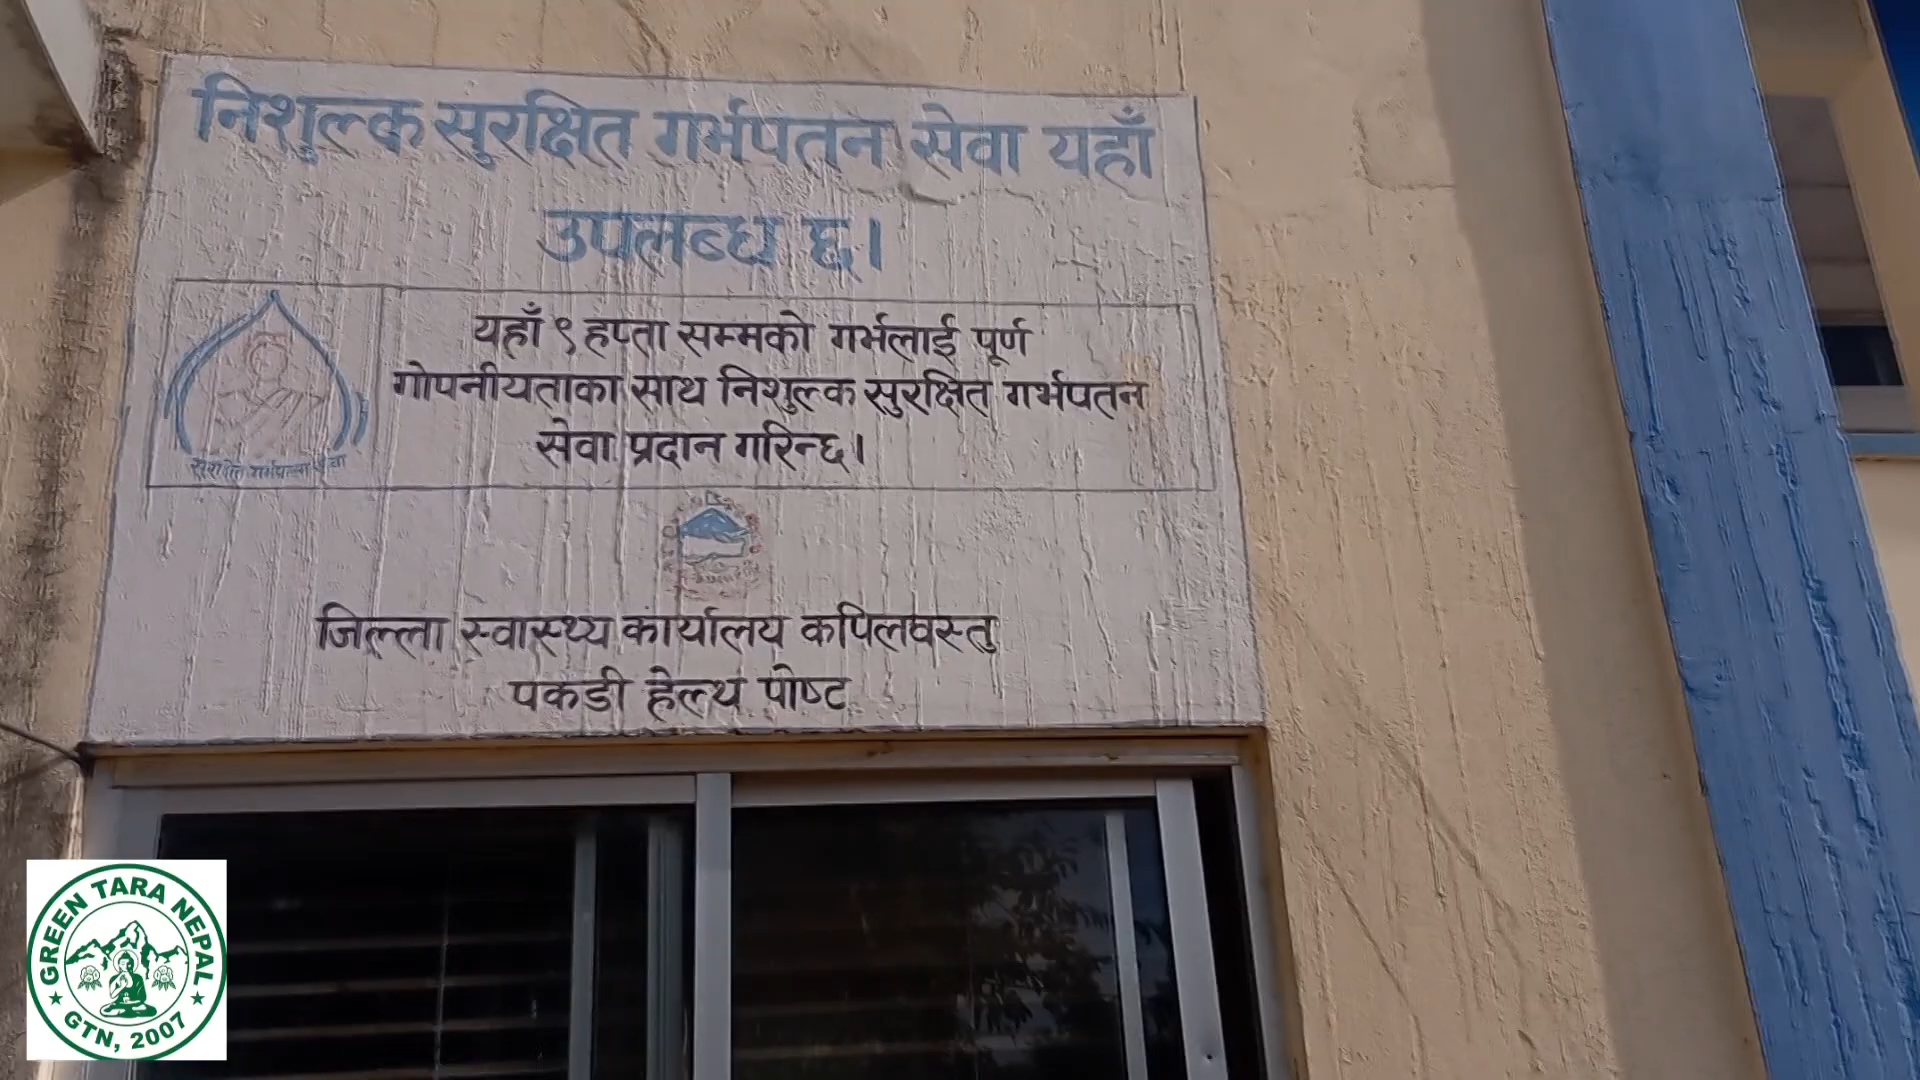 निशुल्क सुरक्षित गर्भपतन सेवा यहाँ
उपलब्ध छ।
यहाँ ९ हप्ता सम्मको गर्भलाई पूर्ण
गोपनीयताका साथ निशुल्क सुरक्षित गर्भपतन
सेवा प्रदान गरिन्छ।
सुरक्षित गर्भपतन सेवा
जिल्ला स्वास्थ्य कार्यालय कपिलवस्तु
पकडी हेल्थ पोष्ट
GREEN TARA NEPAL
GTN, 2007